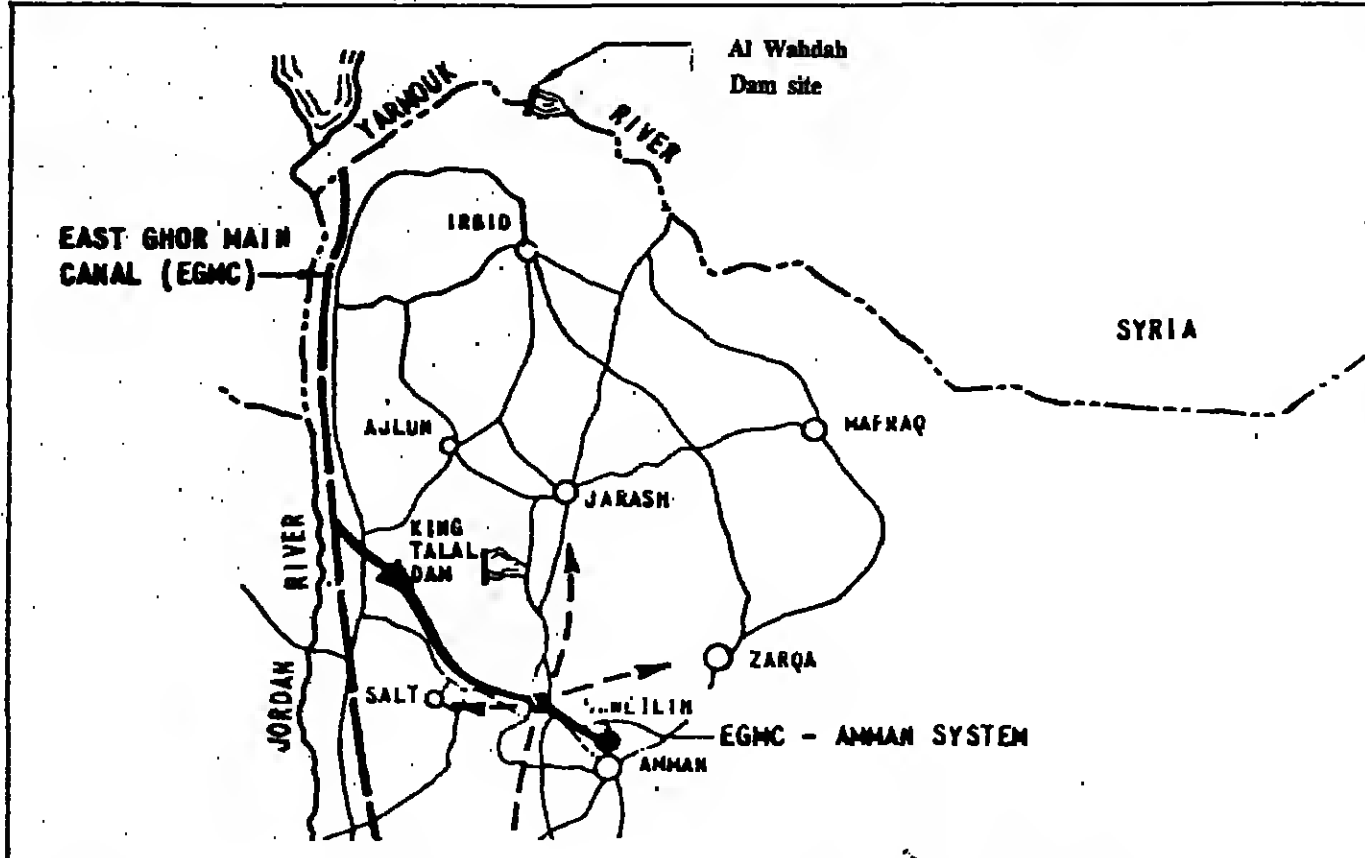 Al Wahdah
Dam site
YARMOUK
RIVER
IRBID
EAST GHOR MAIN
CANAL (EGMC)
SYRIA
AJLUN
MAFRAQ
JARASH
KING
TALAL
DAM
JORDAN RIVER
ZARQA
SALT
EGMC - AMMAN SYSTEM
AMMAN